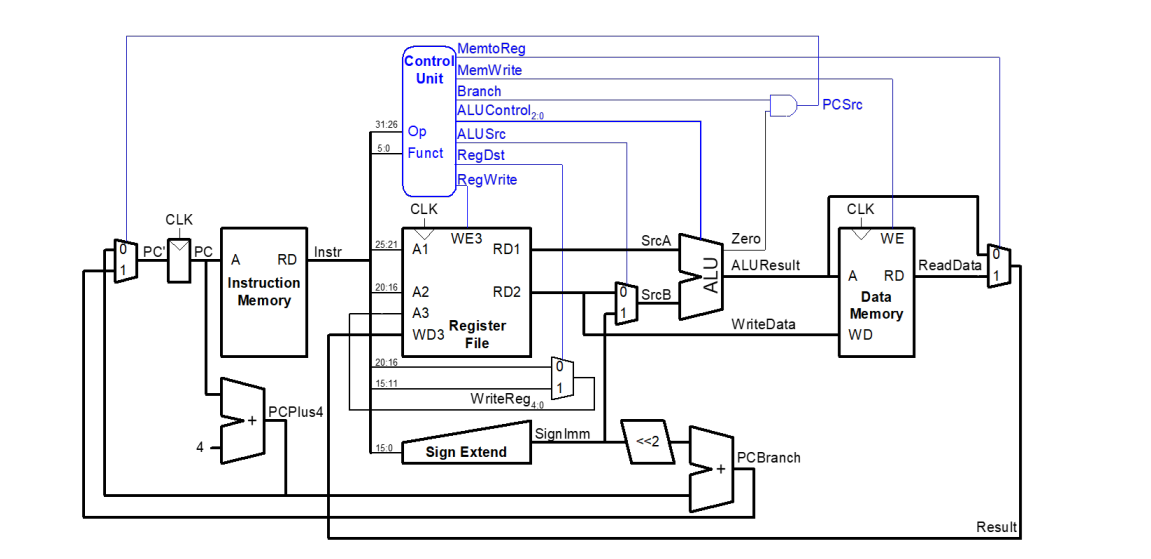 MemtoReg
Control
Unit
MemWrite
Branch
PCSrc
ALUControl2:0
31:26
Op
ALUSrc
5:0
Funct
RegDst
RegWrite
CLK
CLK
CLK
0
1
PC'
PC
A
RD
Instruction
Memory
Instr
25:21
A1
WE3
RD1
SrcA
Zero
WE
20:16
A2
RD2
0
1
SrcB
ALU
ALUResult
A
RD
ReadData
0
1
A3
Data
Memory
WD3
Register
File
WriteData
WD
20:16
0
15:11
1
WriteReg4:0
PCPlus4
+
4
SignImm
<<2
15:0
Sign Extend
+
PCBranch
Result